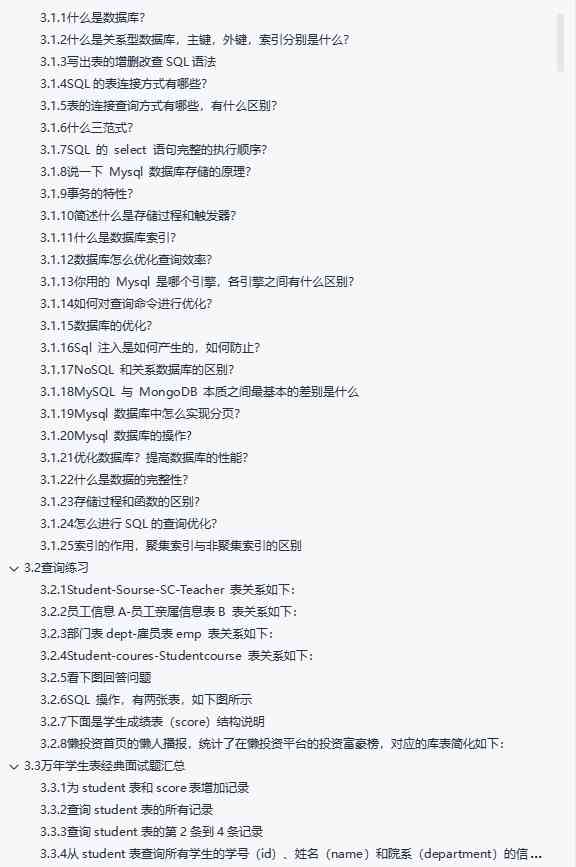 3.1.1什么是数据库?
3.1.2什么是关系型数据库，主键，外键，索引分别是什么?
3.1.3写出表的增删改查 SQL 语法
3.1.4SQL 的表连接方式有哪些?
3.1.5表的连接查询方式有哪些，有什么区别?
3.1.6什么三范式?
3.1.7SQL 的 select 语句完整的执行顺序?
3.1.8说一下 Mysql 数据库存储的原理?
3.1.9事务的特性?
3.1.10简述什么是存储过程和触发器?
3.1.11什么是数据库索引?
3.1.12数据库怎么优化查询效率?
3.1.13你用的 Mysql 是哪个引擎，各引擎之间有什么区别?
3.1.14如何对查询命令进行优化?
3.1.15数据库的优化?
3.1.16Sql 注入是如何产生的，如何防止?
3.1.17NoSQL 和关系数据库的区别?
3.1.18MySQL 与 MongoDB 本质之间最基本的差别是什么
3.1.19Mysql 数据库中怎么实现分页?
3.1.20Mysql 数据库的操作?
3.1.21优化数据库？提高数据库的性能?
3.1.22什么是数据的完整性?
3.1.23存储过程和函数的区别?
3.1.24怎么进行 SQL 的查询优化?
3.1.25索引的作用，聚集索引与非聚集索引的区别
3.2查询练习
3.2.1Student-Sourse-SC-Teacher 表关系如下：
3.2.2员工信息 A-员工亲属信息表 B 表关系如下：
3.2.3部门表 dept-雇员表 emp 表关系如下：
3.2.4Student-coures-Studentcourse 表关系如下：
3.2.5看下图回答问题
3.2.6SQL 操作，有两张表，如下图所示
3.2.7下面是学生成绩表（score）结构说明
3.2.8懒投资首页的懒人播报，统计了在懒投资平台的投资富豪榜，对应的库表简化如下：
3.3万年学生表经典面试题汇总
3.3.1为 student 表和 score 表增加记录
3.3.2查询 student 表的所有记录
3.3.3查询 student 表的第 2 条到 4 条记录
3.3.4从 student 表查询所有学生的学号（id）、姓名（name）和院系（department）的信 ...